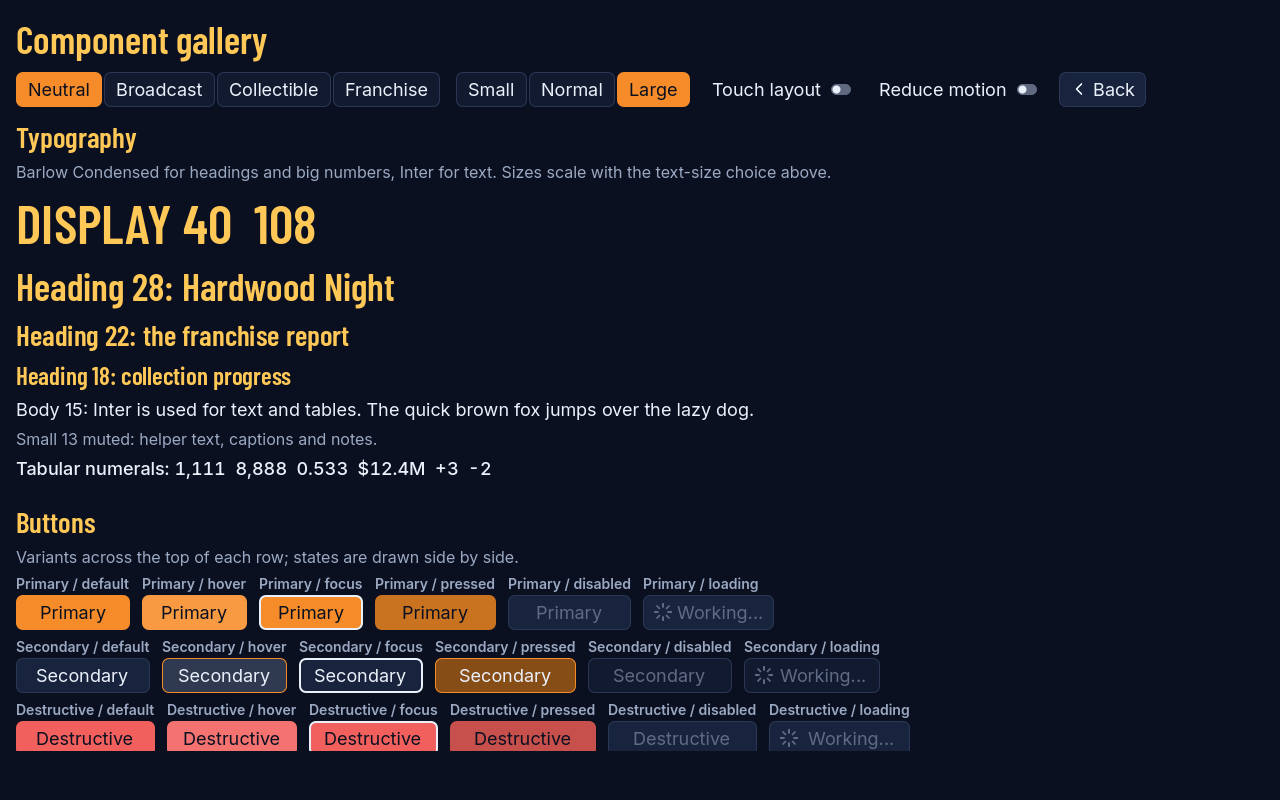 Component gallery
Neutral Broadcast Collectible Franchise Small Normal Large Touch layout Reduce motion Back
Typography
Barlow Condensed for headings and big numbers, Inter for text. Sizes scale with the text-size choice above.
DISPLAY 40 108
Heading 28: Hardwood Night
Heading 22: the franchise report
Heading 18: collection progress
Body 15: Inter is used for text and tables. The quick brown fox jumps over the lazy dog.
Small 13 muted: helper text, captions and notes.
Tabular numerals: 1,111 8,888 0.533 $12.4M +3 -2
Buttons
Variants across the top of each row; states are drawn side by side.
Primary / default Primary / hover Primary / focus Primary / pressed Primary / disabled Primary / loading
Primary Primary Primary Primary Primary Working...
Secondary / default Secondary / hover Secondary / focus Secondary / pressed Secondary / disabled Secondary / loading
Secondary Secondary Secondary Secondary Secondary Working...
Destructive / default Destructive / hover Destructive / focus Destructive / pressed Destructive / disabled Destructive / loading
Destructive Destructive Destructive Destructive Destructive Working...